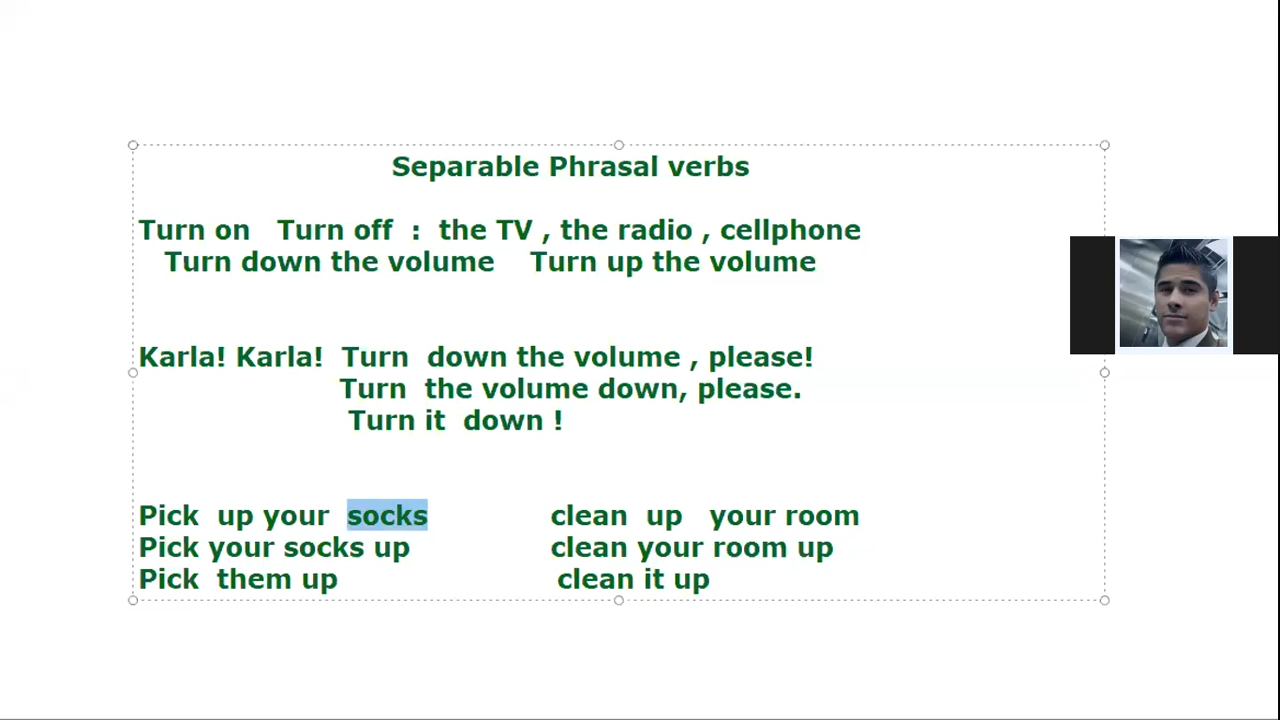 Separable Phrasal verbs
Turn on   Turn off  :  the TV , the radio , cellphone
Turn down the volume    Turn up the volume
Karla! Karla!  Turn  down the volume , please!
Turn  the volume down, please.
Turn it  down !
Pick  up your  socks             clean  up   your room
Pick your socks up               clean your room up
Pick  them up                        clean it up